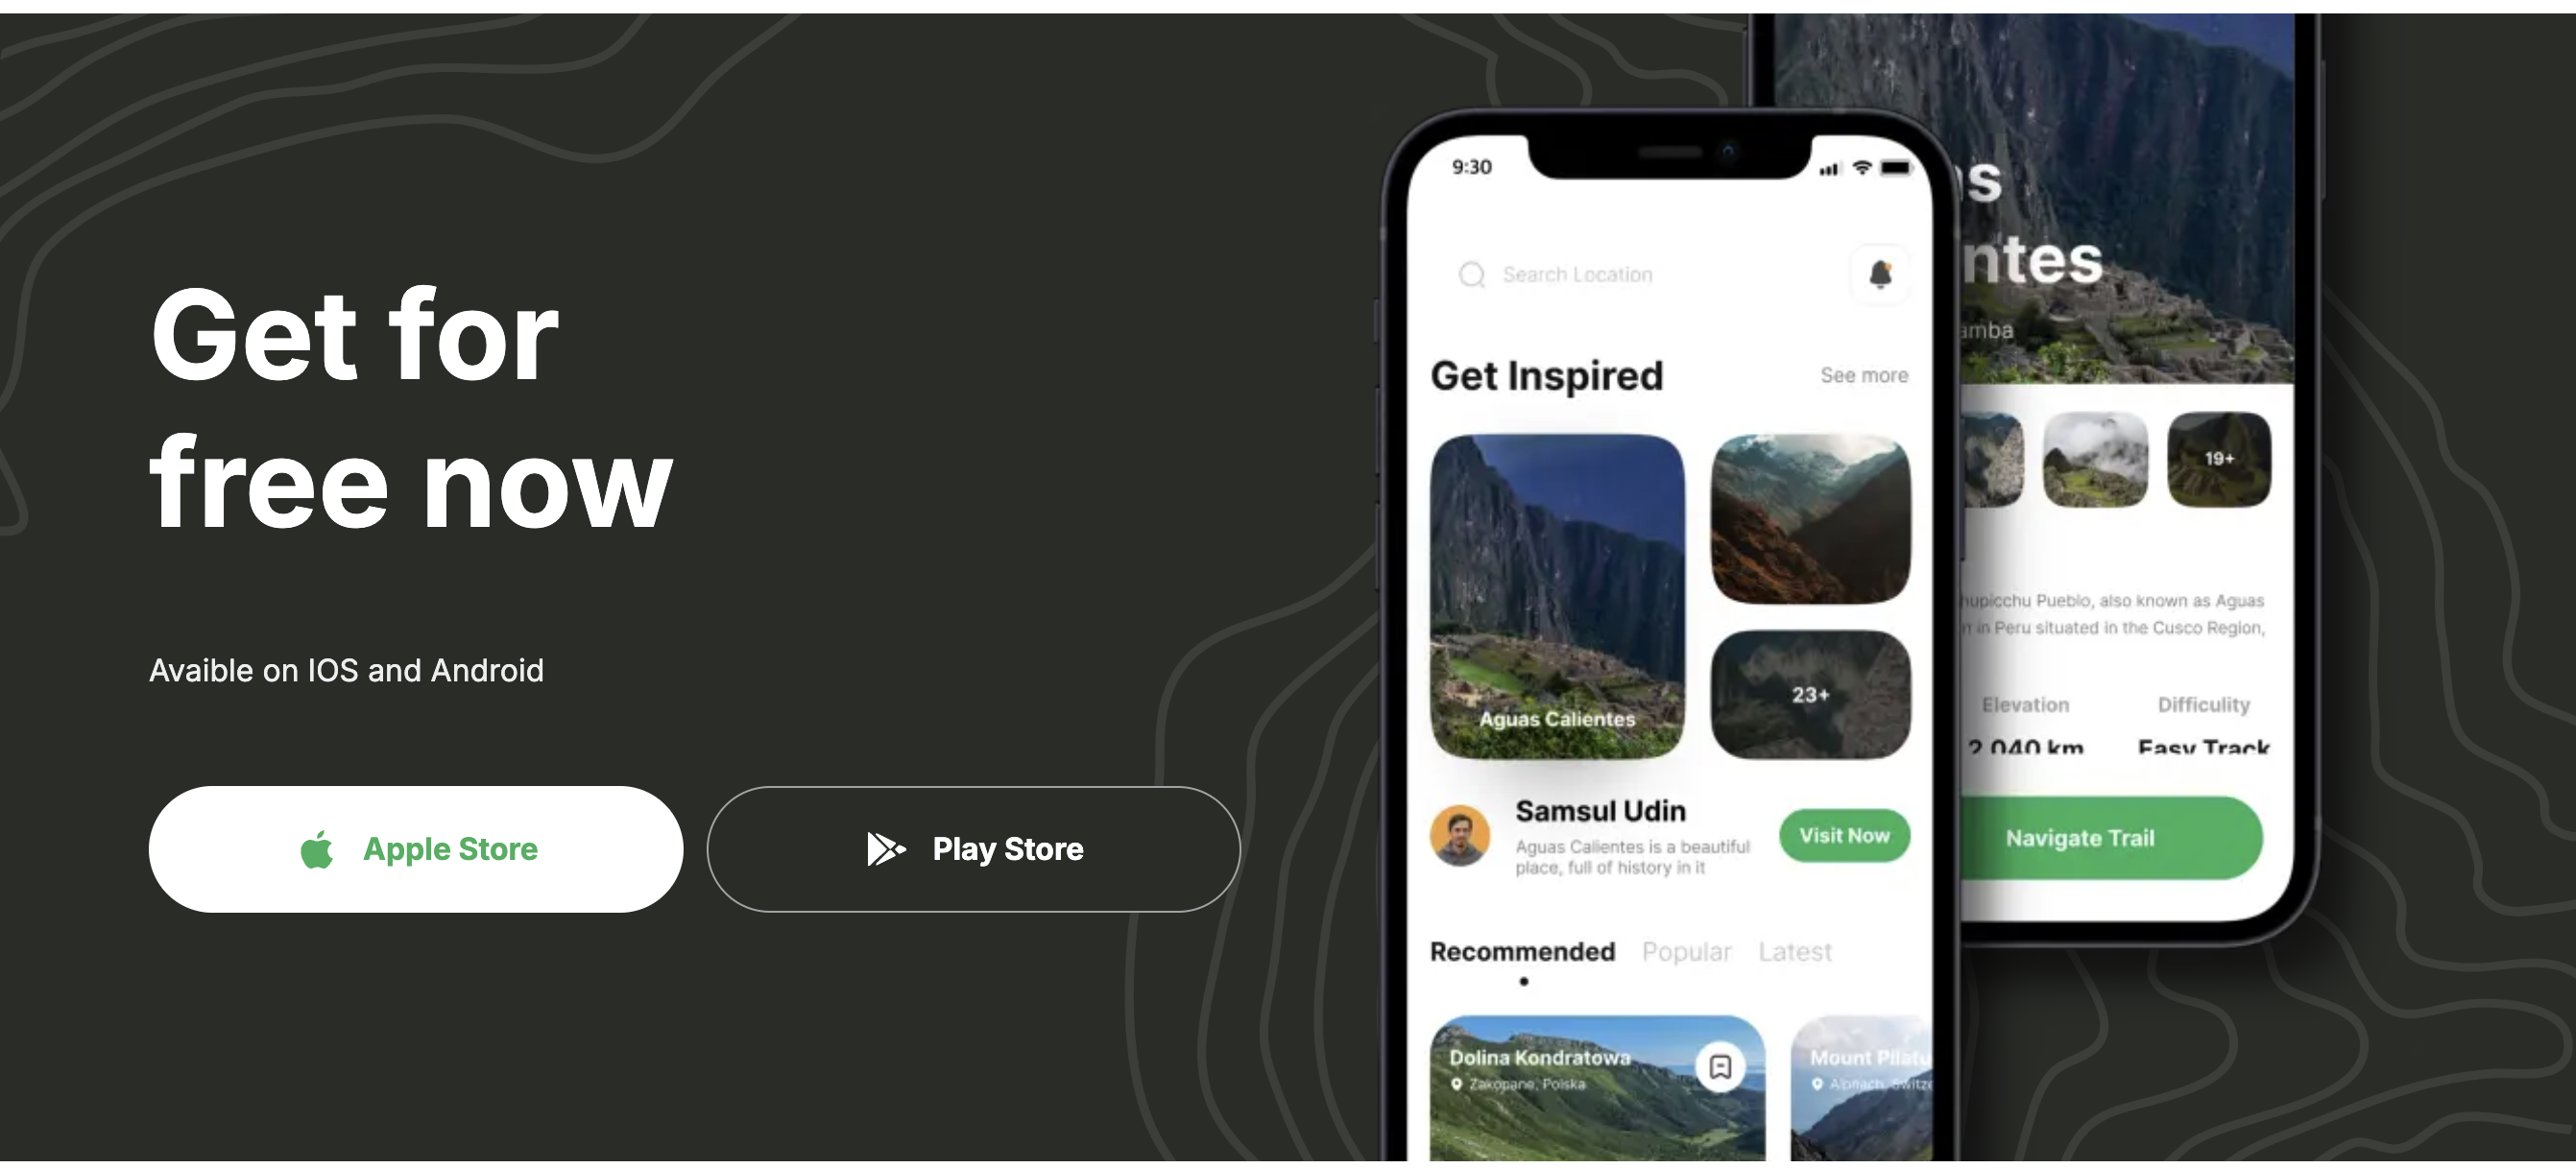 Get for
free now
Avaible on IOS and Android
Apple Store
Play Store
9:30
Search Location
Get Inspired
See more
Aguas Calientes
23+
Samsul Udin
Aguas Calientes is a beautiful
place, full of history in it
Visit Now
Recommended Popular Latest
Dolina Kondratowa
Zakopane, Polska
Mount Pilatu
Alpnach, Switze
s
ntes
amba
19+
hupicchu Pueblo, also known as Aguas
in Peru situated in the Cusco Region,
Elevation
Difficulity
2.040 km
Easy Track
Navigate Trail